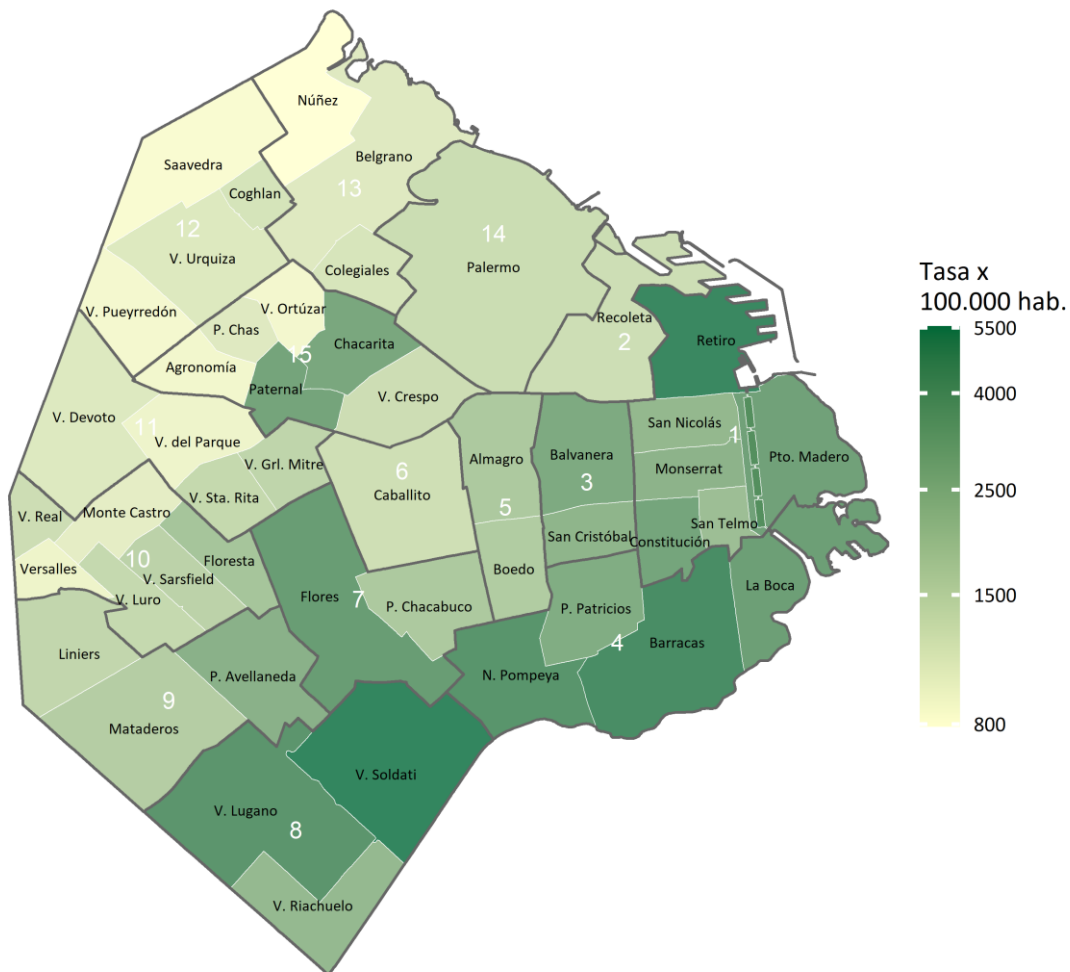 Núñez
Belgrano
Saavedra
Coghlan
13
12
V. Urquiza
14
Palermo
Colegiales
Tasa x
100.000 hab.
5500
4000
2500
1500
800
V. Pueyrredón
V. Ortúzar
P. Chas
Recoleta
2
Retiro
15
Chacarita
Agronomía
Paternal
V. Crespo
V. Devoto
11
V. del Parque
San Nicolás
1
Almagro
Balvanera
Pto. Madero
V. Grl. Mitre
6
Caballito
3
Monserrat
V. Sta. Rita
5
V. Real
Monte Castro
San Telmo
San Cristóbal
Constitución
10
Floresta
Versalles
V. Sarsfield
Boedo
La Boca
V. Luro
Flores
7
P. Chacabuco
P. Patricios
4
Barracas
Liniers
P. Avellaneda
N. Pompeya
9
Mataderos
V. Soldati
V. Lugano
8
V. Riachuelo